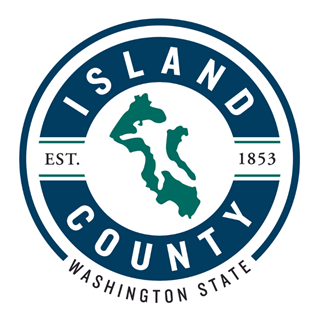 ISLAND
EST. 1853
COUNTY
WASHINGTON STATE